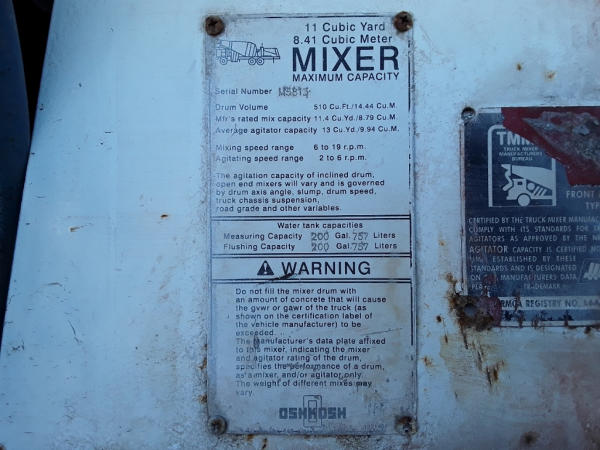 11 Cubic Yard
8.41 Cubic Meter
MIXER
MAXIMUM CAPACITY
Serial Number
Drum Volume 510 Cu.Ft./14.44 Cu.M.
Mfr's rated mix capacity 11.4 Cu.Yd./8.79 Cu.M.
Average agitator capacity 13 Cu.Yd./9.94 Cu.M.
Mixing speed range 6 to 19 r.p.m.
Agitating speed range 2 to 6 r.p.m.
The agitation capacity of inclined drum,
open end mixers will vary and is governed
by drum axis angle, slump, drum speed,
truck chassis suspension,
road grade and other variables.
Water tank capacities
Measuring Capacity 200 Gal. 757 Liters
Flushing Capacity 200 Gal. 757 Liters
WARNING
Do not fill the mixer drum with
an amount of concrete that will cause
the gvwr or gawr of the truck (as
shown on the certification label of
the vehicle manufacturer) to be
exceeded.
The manufacturer's data plate affixed
to this mixer, indicating the mixer
and agitator rating of the drum,
specifies the performance of a drum,
as a mixer, and/or agitator only.
The weight of different mixes may
vary.
OSHKOSH
TMM
TRUCK MIXER
MANUFACTURERS
BUREAU
FRONT
TYP
CERTIFIED BY THE TRUCK MIXER MANUFAC
COMPLY WITH ITS STANDARDS FOR
AGITATORS AS APPROVED BY THE
AGITATOR CAPACITY IS CERTIFIED
ESTABLISHED BY THESE
STANDARDS AND IS DESIGNATED
MANUFACTURERS DATA
REGISTRY NO.